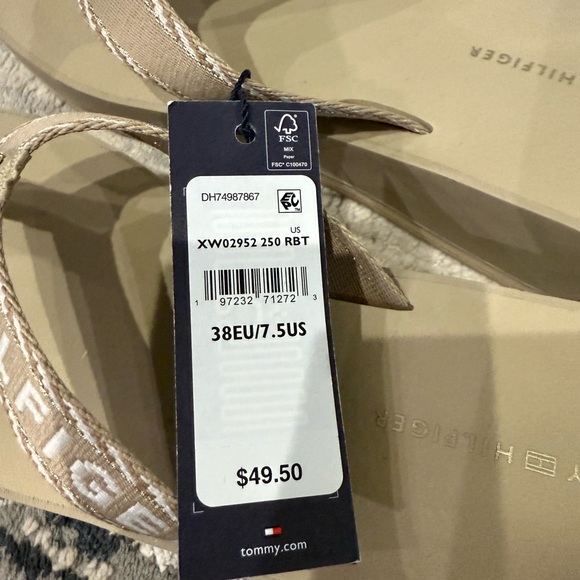 HILFIGER
FSC
MIX
Paper
FSC® C100470
DH74987867
US
XW02952 250 RBT
1 97232 71272 3
38EU/7.5US
$49.50
tommy.com
Y HILFIGER